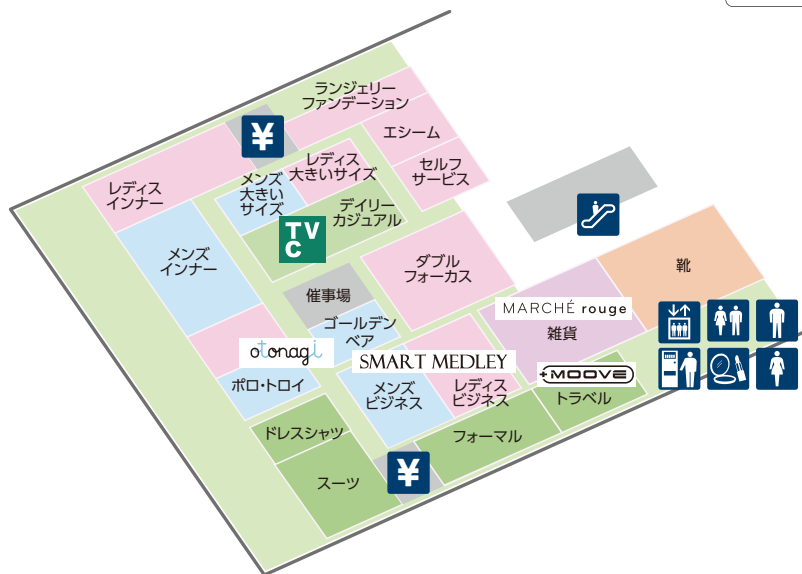 ランジェリー
ファンデーション
¥
エシーム
セルフ
サービス
レディス
インナー
レディス
大きいサイズ
メンズ
大きい
サイズ
デイリー
カジュアル
TVC
メンズ
インナー
ダブル
フォーカス
靴
催事場
MARCHÉ rouge
雑貨
ゴールデン
ベア
otonagi
SMART MEDLEY
ポロ・トロイ
メンズ
ビジネス
レディス
ビジネス
+MOOVE
トラベル
ドレスシャツ
フォーマル
スーツ
¥